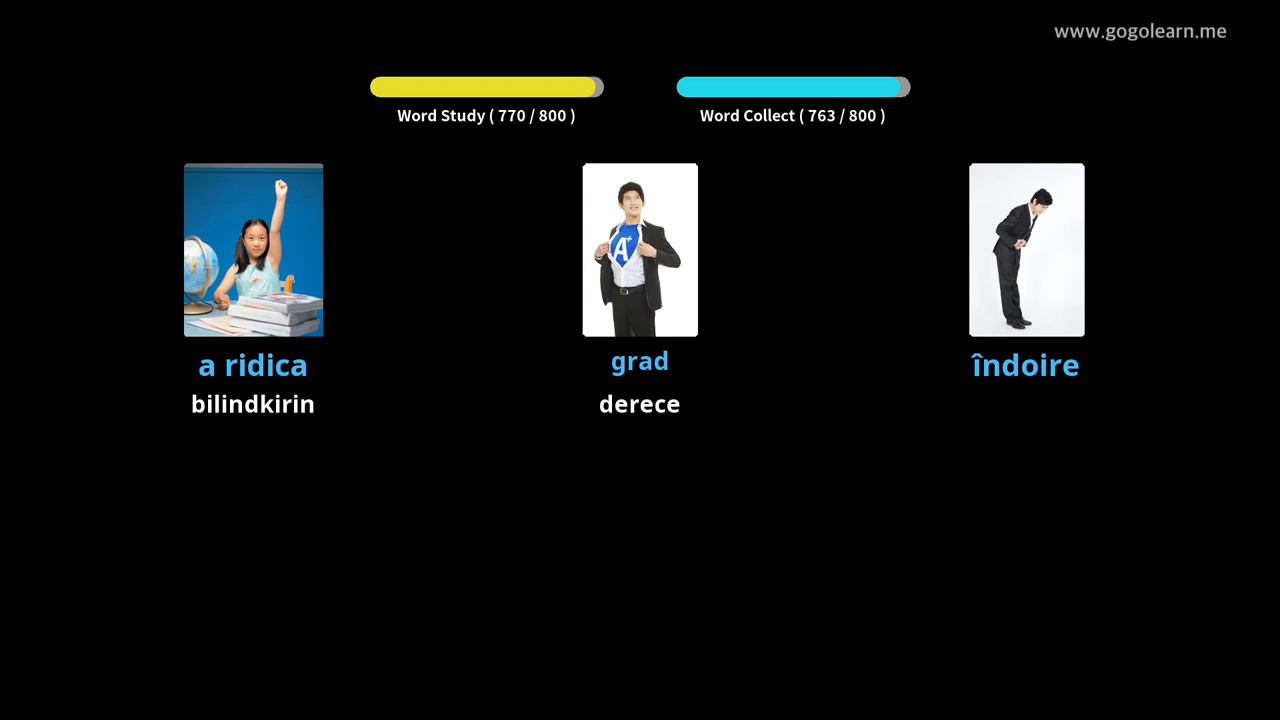 www.gogolearn.me
Word Study ( 770 / 800 )
Word Collect ( 763 / 800 )
A+
a ridica
grad
îndoire
bilindkirin
derece